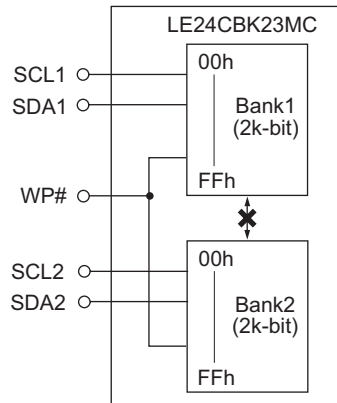 LE24CBK23MC
SCL1
SDA1
WP#
SCL2
SDA2
00h
Bank1
(2k-bit)
FFh
00h
Bank2
(2k-bit)
FFh